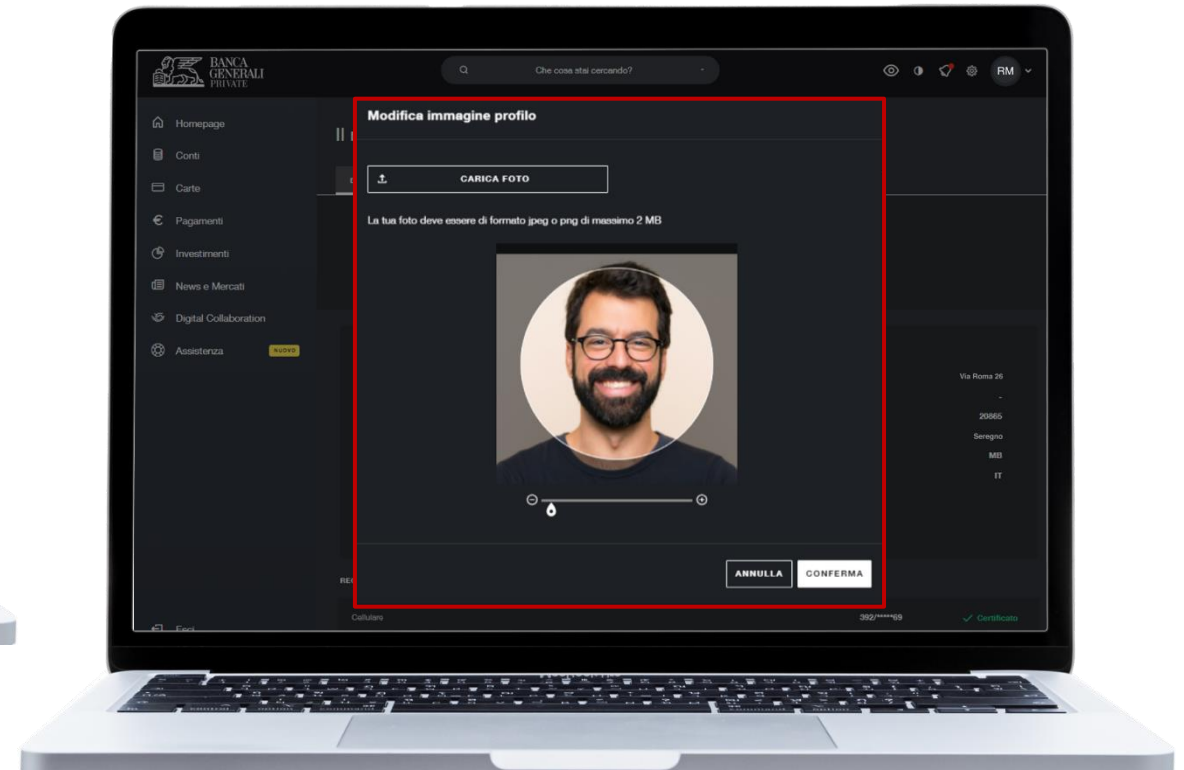 BANCA
GENERALI
PRIVATE
Che cosa stai cercando?
RM
Homepage
Conti
Carte
Pagamenti
Investimenti
News e Mercati
Digital Collaboration
Assistenza
NUOVO
Esci
Modifica immagine profilo
CARICA FOTO
La tua foto deve essere di formato jpeg o png di massimo 2 MB
ANNULLA
CONFERMA
Via Roma 26
-
20865
Seregno
MB
IT
Cellulare
392/*****69
Certificato